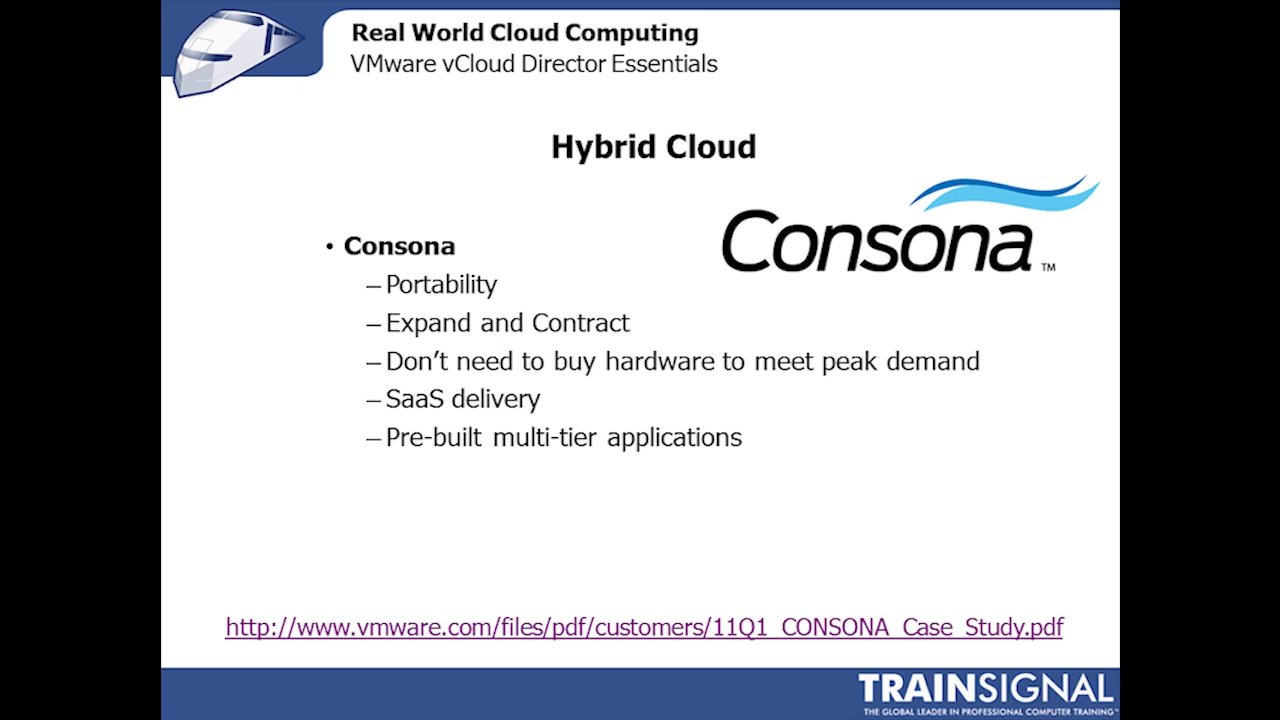 Real World Cloud Computing
VMware vCloud Director Essentials
Hybrid Cloud
Consona™
• Consona
– Portability
– Expand and Contract
– Don’t need to buy hardware to meet peak demand
– SaaS delivery
– Pre-built multi-tier applications
http://www.vmware.com/files/pdf/customers/11Q1_CONSONA_Case_Study.pdf
TRAINSIGNAL
THE GLOBAL LEADER IN PROFESSIONAL COMPUTER TRAINING™